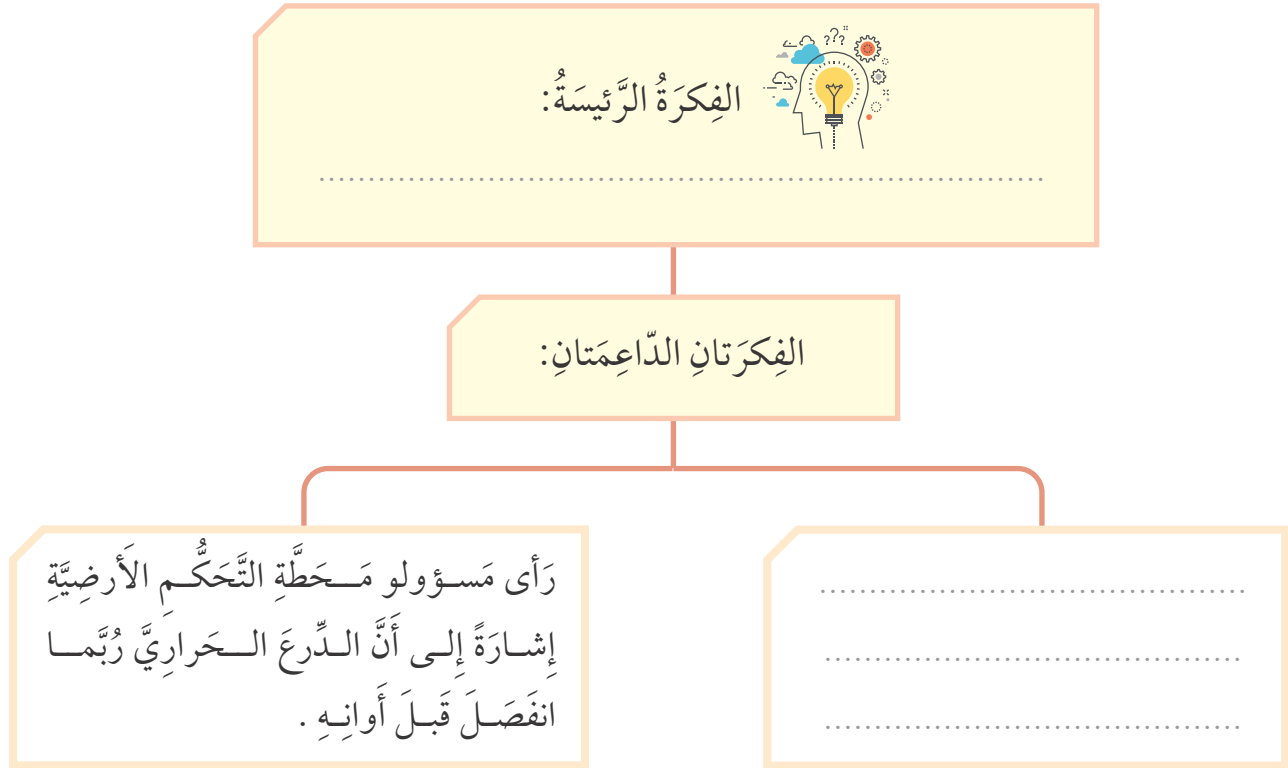 ???
الفِكرَةُ الرَّئيسَةُ:
الفِكرَتانِ الدّاعِمَتانِ:
رَأى مَسؤولو مَحَطَّةِ التَّحَكُّمِ الأَرضِيَّةِ
إِشارَةً إِلى أَنَّ الدِّرعَ الحَرارِيَّ رُبَّما
انفَصَلَ قَبلَ أَوانِهِ .